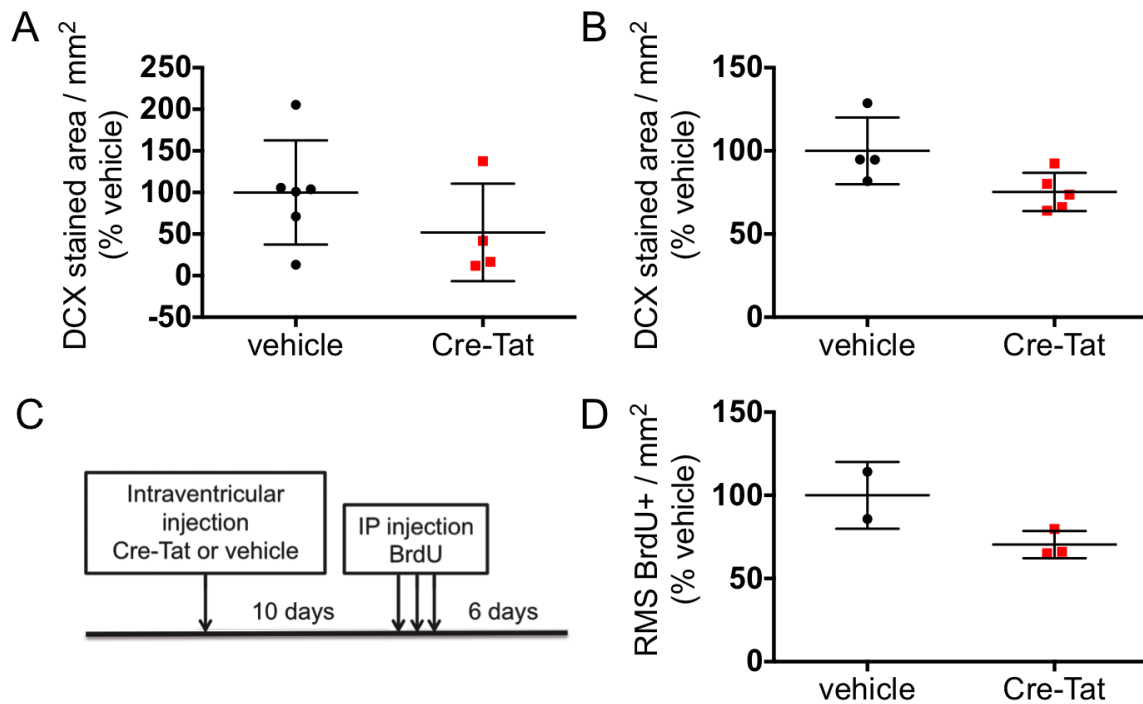 A
DCX stained area / mm²
(% vehicle)
250
200
150
100
50
0
-50
vehicle
Cre-Tat
B
DCX stained area / mm²
(% vehicle)
150
100
50
0
vehicle
Cre-Tat
C
Intraventricular
injection
Cre-Tat or vehicle
IP injection
BrdU
10 days
6 days
D
RMS BrdU+ / mm²
(% vehicle)
150
100
50
0
vehicle
Cre-Tat